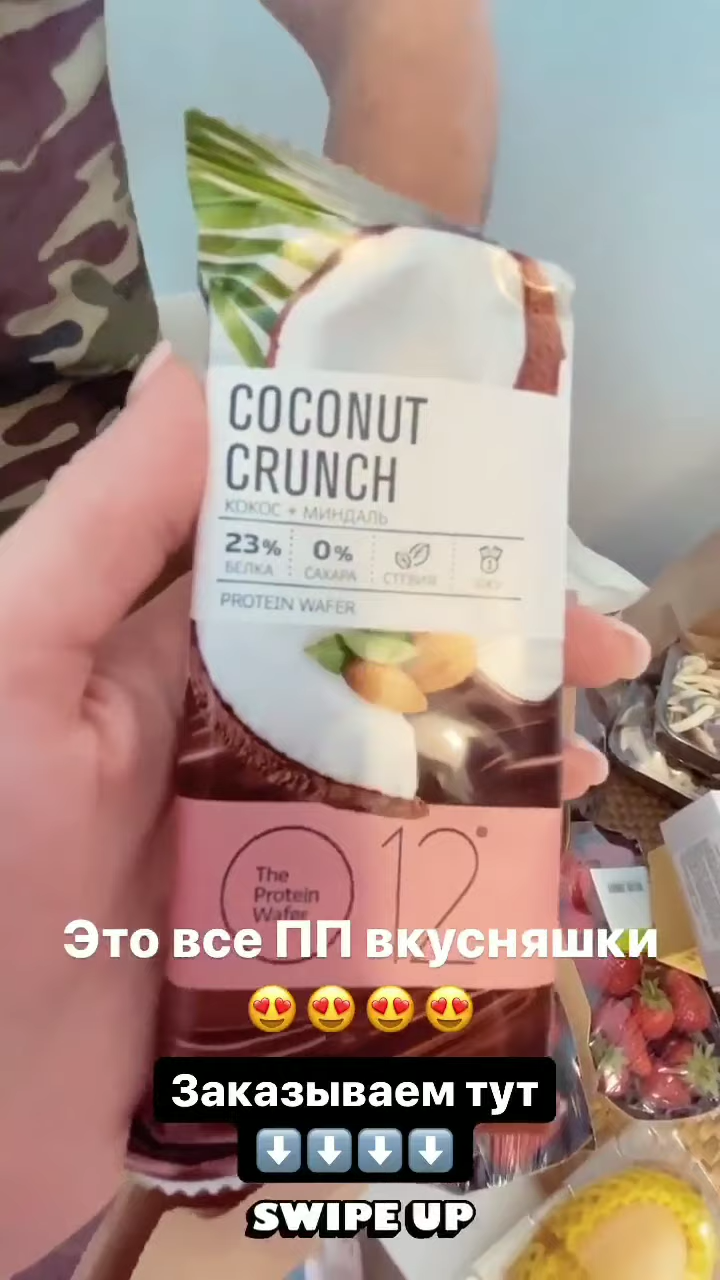 COCONUT
CRUNCH
КОКОС + МИНДАЛЬ
23% 0%
БЕЛКА САХАРА СТЕВИЯ
PROTEIN WAFER
The
Protein
Wafer
12
Это все ПП вкусняшки
😍😍😍😍
Заказываем тут
⬇️⬇️⬇️⬇️
SWIPE UP